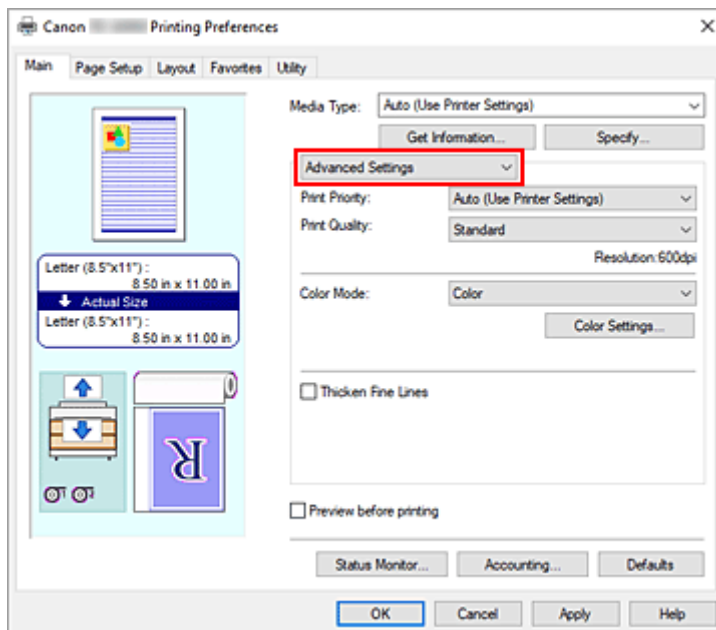 Canon Printing Preferences
Main Page Setup Layout Favorites Utility
Media Type: Auto (Use Printer Settings)
Get Information... Specify...
Advanced Settings
Print Priority: Auto (Use Printer Settings)
Print Quality: Standard
Resolution:600dpi
Color Mode: Color
Color Settings...
Thicken Fine Lines
Letter (8.5"x11") :
8.50 in x 11.00 in
Actual Size
Letter (8.5"x11") :
8.50 in x 11.00 in
R
Preview before printing
Status Monitor... Accounting... Defaults
OK Cancel Apply Help